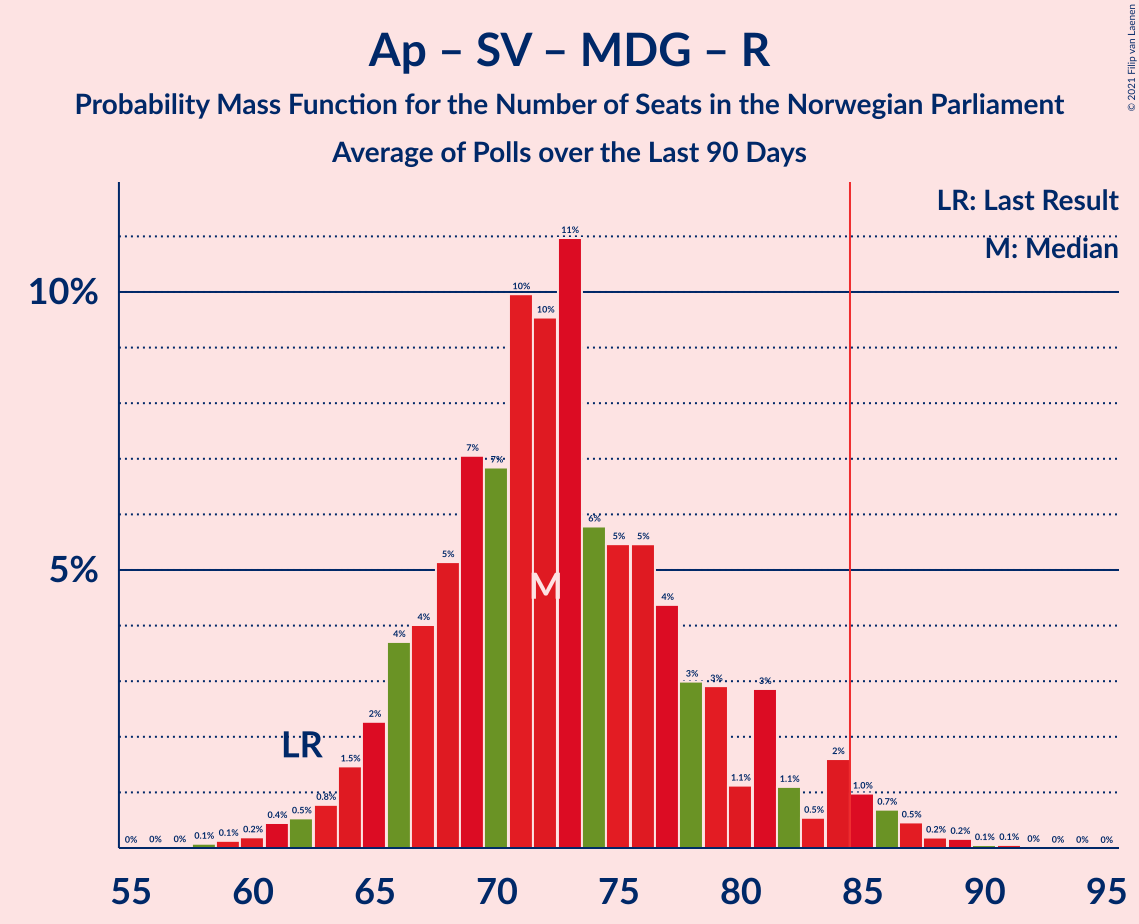 © 2021 Filip van Laenen
Ap – SV – MDG – R
Probability Mass Function for the Number of Seats in the Norwegian Parliament
Average of Polls over the Last 90 Days
LR: Last Result
M: Median
10%
5%
LR
M
0% 0% 0% 0.1% 0.1% 0.2% 0.4% 0.5% 0.8% 1.5% 2% 4% 4% 5% 7% 7% 10% 10% 11% 6% 5% 5% 4% 3% 3% 1.1% 3% 1.1% 0.5% 2% 1.0% 0.7% 0.5% 0.2% 0.2% 0.1% 0.1% 0% 0% 0% 0%
55 60 65 70 75 80 85 90 95